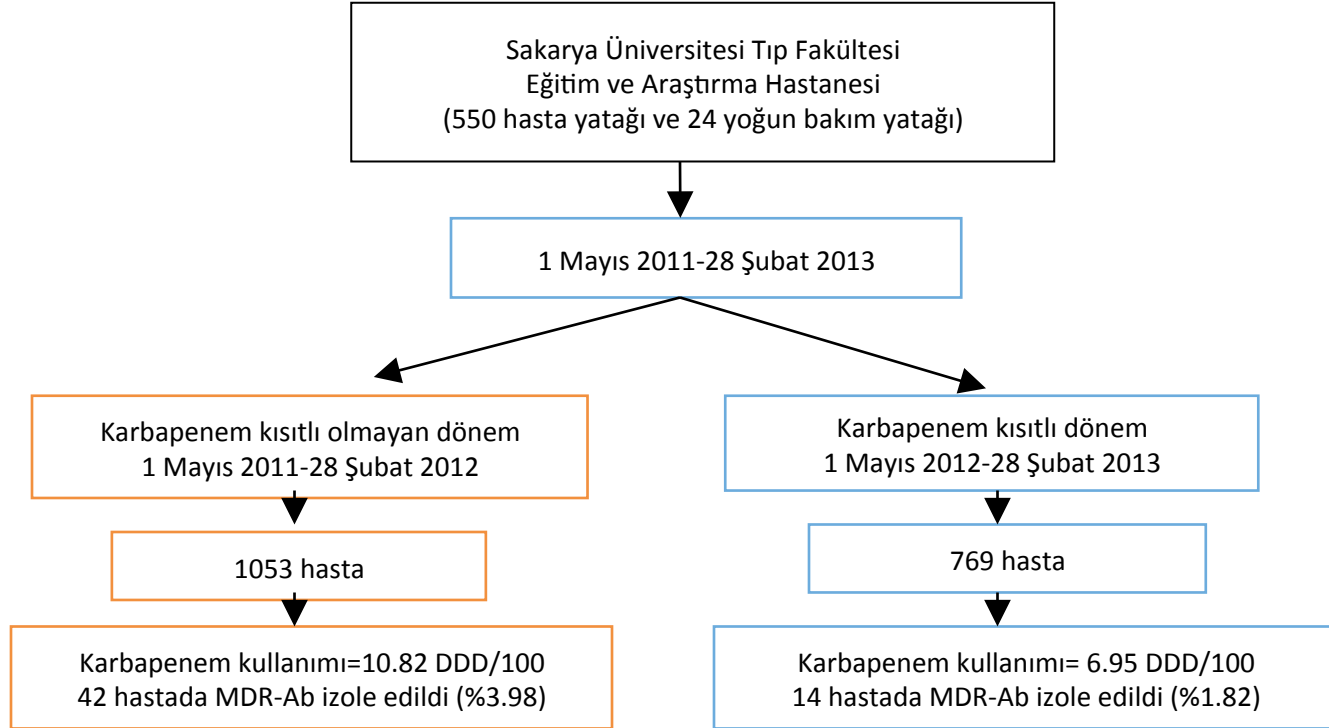 Sakarya Üniversitesi Tıp Fakültesi
Eğitim ve Araştırma Hastanesi
(550 hasta yatağı ve 24 yoğun bakım yatağı)
1 Mayıs 2011-28 Şubat 2013
Karbapenem kısıtlı olmayan dönem
1 Mayıs 2011-28 Şubat 2012
1053 hasta
Karbapenem kullanımı=10.82 DDD/100
42 hastada MDR-Ab izole edildi (%3.98)
Karbapenem kısıtlı dönem
1 Mayıs 2012-28 Şubat 2013
769 hasta
Karbapenem kullanımı= 6.95 DDD/100
14 hastada MDR-Ab izole edildi (%1.82)